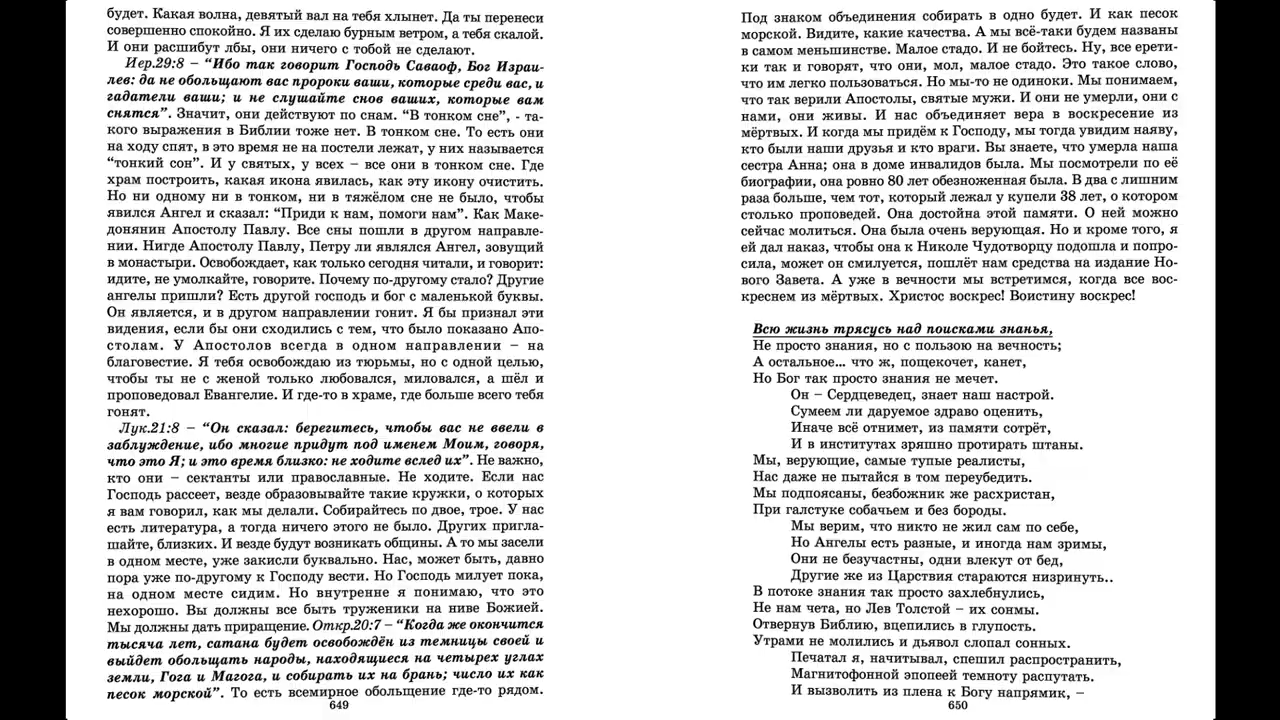 будет. Какая волна, девятый вал на тебя хлынет. Да ты перенеси
совершенно спокойно. Я их сделаю бурным ветром, а тебя скалой.
И они расшибут лбы, они ничего с тобой не сделают.
Иер.29:8 – “Ибо так говорит Господь Саваоф, Бог Израи-
лев: да не обольщают вас пророки ваши, которые среди вас, и
гадатели ваши; и не слушайте снов ваших, которые вам
снятся”. Значит, они действуют по снам. “В тонком сне”, - та-
кого выражения в Библии тоже нет. В тонком сне. То есть они
на ходу спят, в это время не на постели лежат, у них называется
“тонкий сон”. И у святых, у всех – все они в тонком сне. Где
храм построить, какая икона явилась, как эту икону очистить.
Но ни одному ни в тонком, ни в тяжёлом сне не было, чтобы
явился Ангел и сказал: “Приди к нам, помоги нам”. Как Маке-
донянин Апостолу Павлу. Все сны пошли в другом направле-
нии. Нигде Апостолу Павлу, Петру ли являлся Ангел, зовущий
в монастыри. Освобождает, как только сегодня читали, и говорит:
идите, не умолкайте, говорите. Почему по-другому стало? Другие
ангелы пришли? Есть другой господь и бог с маленькой буквы.
Он является, и в другом направлении гонит. Я бы признал эти
видения, если бы они сходились с тем, что было показано Апо-
столам. У Апостолов всегда в одном направлении – на
благовестие. Я тебя освобождаю из тюрьмы, но с одной целью,
чтобы ты не с женой только любовался, миловался, а шёл и
проповедовал Евангелие. И где-то в храме, где больше всего тебя
гонят.
Лук.21:8 – “Он сказал: берегитесь, чтобы вас не ввели в
заблуждение, ибо многие придут под именем Моим, говоря,
что это Я; и это время близко: не ходите вслед их”. Не важно,
кто они – сектанты или православные. Не ходите. Если нас
Господь рассеет, везде образовывайте такие кружки, о которых
я вам говорил, как мы делали. Собирайтесь по двое, трое. У нас
есть литература, а тогда ничего этого не было. Других пригла-
шайте, близких. И везде будут возникать общины. А то мы засели
в одном месте, уже закисли буквально. Нас, может быть, давно
пора уже по-другому к Господу вести. Но Господь милует пока,
на одном месте сидим. Но внутренне я понимаю, что это
нехорошо. Вы должны все быть труженики на ниве Божией.
Мы должны дать приращение. Откр.20:7 – “Когда же окончится
тысяча лет, сатана будет освобождён из темницы своей и
выйдет обольщать народы, находящиеся на четырех углах
земли, Гога и Магога, и собирать их на брань; число их как
песок морской”. То есть всемирное обольщение где-то рядом.
649
Под знаком объединения собирать в одно будет. И как песок
морской. Видите, какие качества. А мы всё-таки будем названы
в самом меньшинстве. Малое стадо. И не бойтесь. Ну, все ерети-
ки так и говорят, что они, мол, малое стадо. Это такое слово,
что им легко пользоваться. Но мы-то не одиноки. Мы понимаем,
что так верили Апостолы, святые мужи. И они не умерли, они с
нами, они живы. И нас объединяет вера в воскресение из
мёртвых. И когда мы придём к Господу, мы тогда увидим наяву,
кто были наши друзья и кто враги. Вы знаете, что умерла наша
сестра Анна; она в доме инвалидов была. Мы посмотрели по её
биографии, она ровно 80 лет обезноженная была. В два с лишним
раза больше, чем тот, который лежал у купели 38 лет, о котором
столько проповедей. Она достойна этой памяти. О ней можно
сейчас молиться. Она была очень верующая. Но и кроме того, я
ей дал наказ, чтобы она к Николе Чудотворцу подошла и попро-
сила, может он смилуется, пошлёт нам средства на издание Но-
вого Завета. А уже в вечности мы встретимся, когда все вос-
креснем из мёртвых. Христос воскрес! Воистину воскрес!
Всю жизнь трясусь над поисками знанья,
Не просто знания, но с пользою на вечность;
А остальное... что ж, пощекочет, канет,
Но Бог так просто знания не мечет.
Он – Сердцеведец, знает наш настрой.
Сумеем ли даруемое здраво оценить,
Иначе всё отнимет, из памяти сотрёт,
И в институтах зряшно протирать штаны.
Мы, верующие, самые тупые реалисты,
Нас даже не пытайся в том переубедить.
Мы подпоясаны, безбожник же расхристан,
При галстуке собачьем и без бороды.
Мы верим, что никто не жил сам по себе,
Но Ангелы есть разные, и иногда нам зримы,
Они не безучастны, одни влекут от бед,
Другие же из Царствия стараются низринуть..
В потоке знания так просто захлебнулись,
Не нам чета, но Лев Толстой – их сонмы.
Отвернув Библию, вцепились в глупость.
Утрами не молились и дьявол слопал сонных.
Печатал я, начитывал, спешил распространить,
Магнитофонной эпопеей темноту распутать.
И вызволить из плена к Богу напрямик, –
650